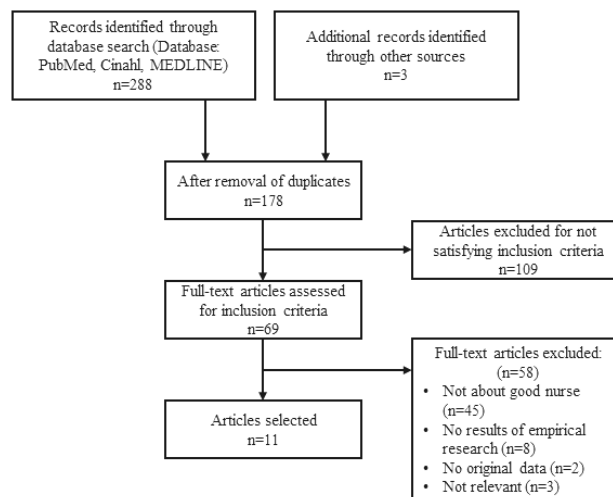 Records identified through
database search (Database:
PubMed, Cinahl, MEDLINE)
n=288
Additional records identified
through other sources
n=3
After removal of duplicates
n=178
Articles excluded for not
satisfying inclusion criteria
n=109
Full-text articles assessed
for inclusion criteria
n=69
Full-text articles excluded:
(n=58)
• Not about good nurse
(n=45)
• No results of empirical
research (n=8)
• No original data (n=2)
• Not relevant (n=3)
Articles selected
n=11